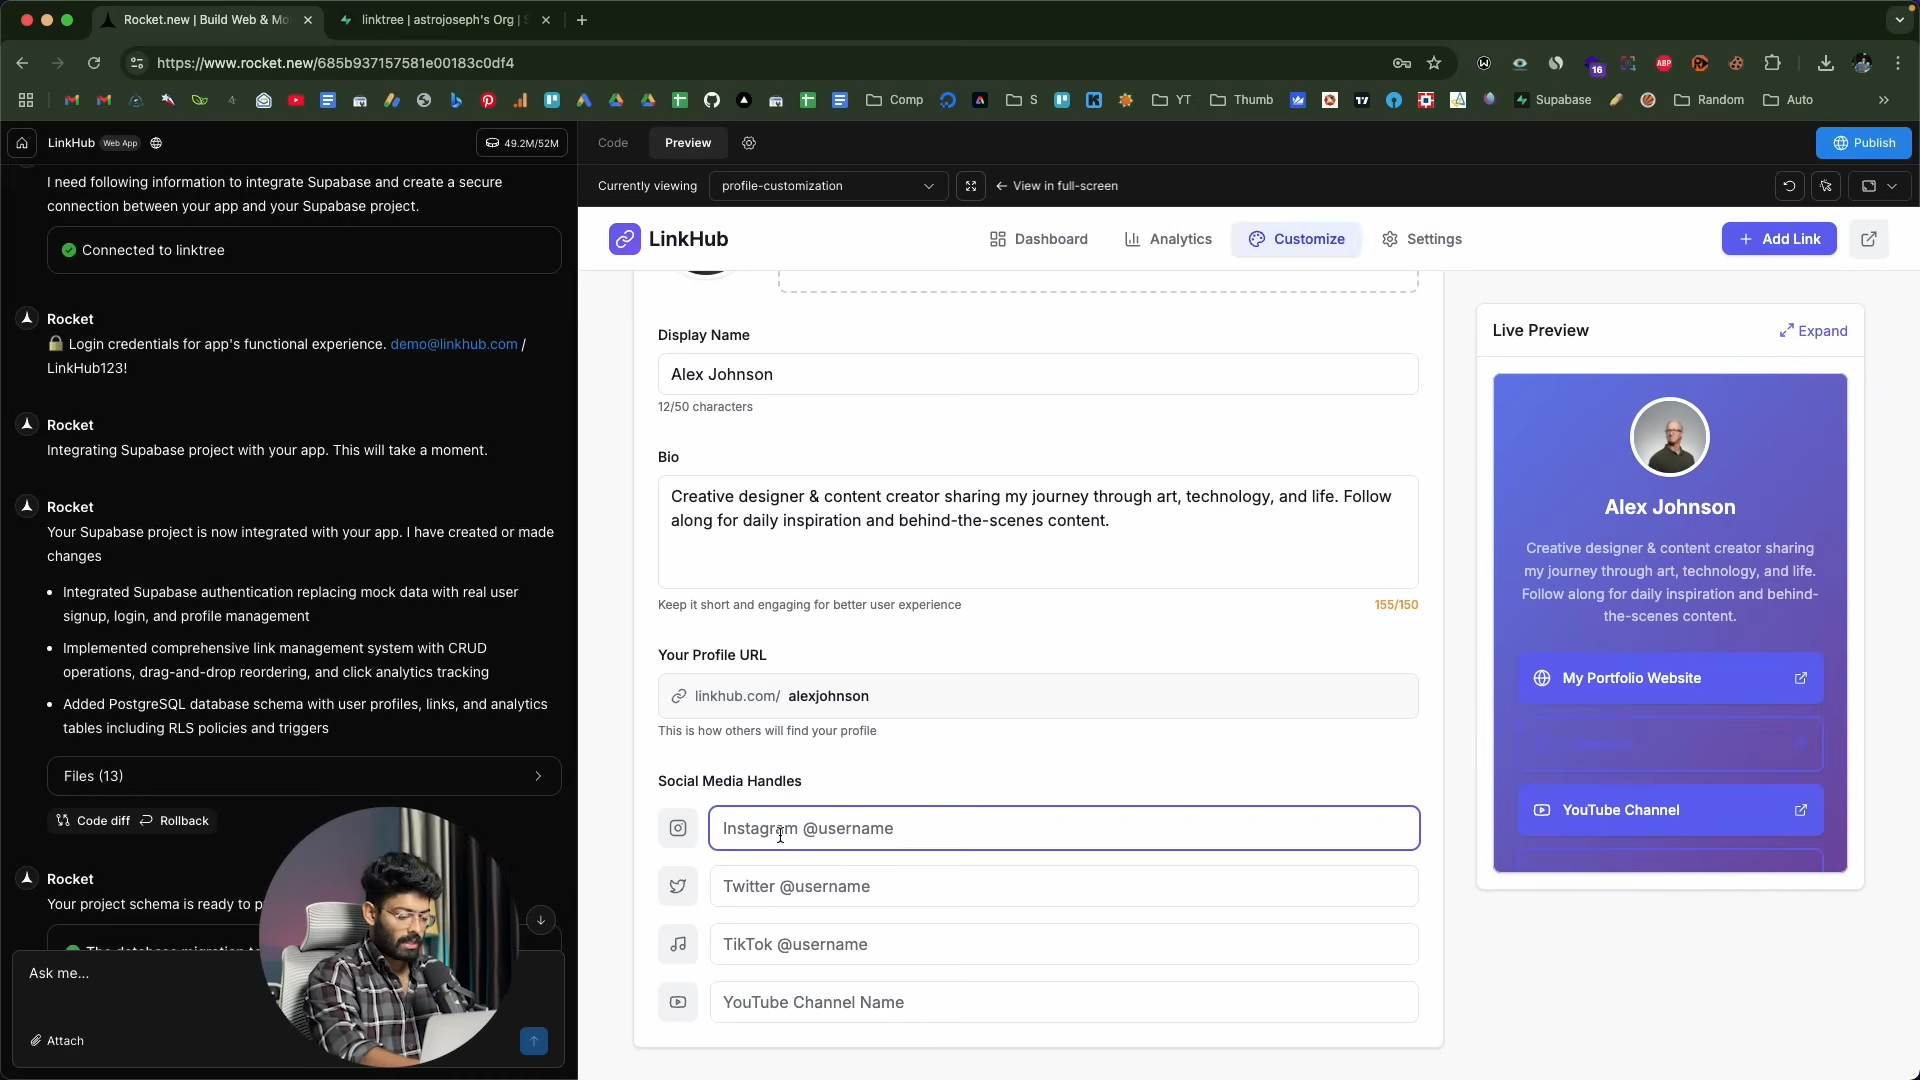 Rocket.new | Build Web & Mo
linktree | astrojoseph's Org |
https://www.rocket.new/685b937157581e00183c0df4
16
ABP
Comp
S
YT
Thumb
Supabase
Random
Auto
LinkHub
Web App
49.2M/52M
Code
Preview
Publish
Currently viewing
profile-customization
View in full-screen
I need following information to integrate Supabase and create a secure
connection between your app and your Supabase project.
Connected to linktree
Rocket
Login credentials for app's functional experience. demo@linkhub.com /
LinkHub123!
Rocket
Integrating Supabase project with your app. This will take a moment.
Rocket
Your Supabase project is now integrated with your app. I have created or made
changes
• Integrated Supabase authentication replacing mock data with real user
signup, login, and profile management
• Implemented comprehensive link management system with CRUD
operations, drag-and-drop reordering, and click analytics tracking
• Added PostgreSQL database schema with user profiles, links, and analytics
tables including RLS policies and triggers
Files (13)
Code diff
Rollback
Rocket
Your project schema is ready to p
Ask me...
Attach
LinkHub
Dashboard
Analytics
Customize
Settings
Add Link
Display Name
Alex Johnson
12/50 characters
Bio
Creative designer & content creator sharing my journey through art, technology, and life. Follow
along for daily inspiration and behind-the-scenes content.
Keep it short and engaging for better user experience
155/150
Your Profile URL
linkhub.com/ alexjohnson
This is how others will find your profile
Social Media Handles
Instagram @username
Twitter @username
TikTok @username
YouTube Channel Name
Live Preview
Expand
Alex Johnson
Creative designer & content creator sharing
my journey through art, technology, and life.
Follow along for daily inspiration and behind-
the-scenes content.
My Portfolio Website
YouTube Channel